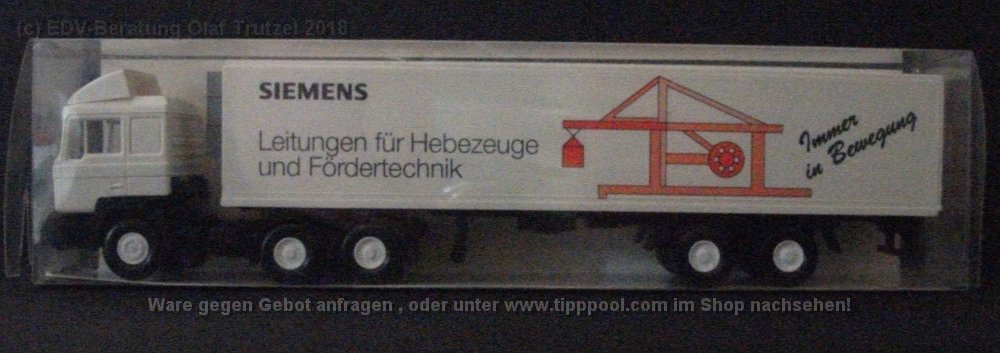 (c) EDV-Beratung Olaf Trutzel 2018
SIEMENS
Leitungen für Hebezeuge
und Fördertechnik
Immer
in Bewegung
Ware gegen Gebot anfragen , oder unter www.tipppool.com im Shop nachsehen!